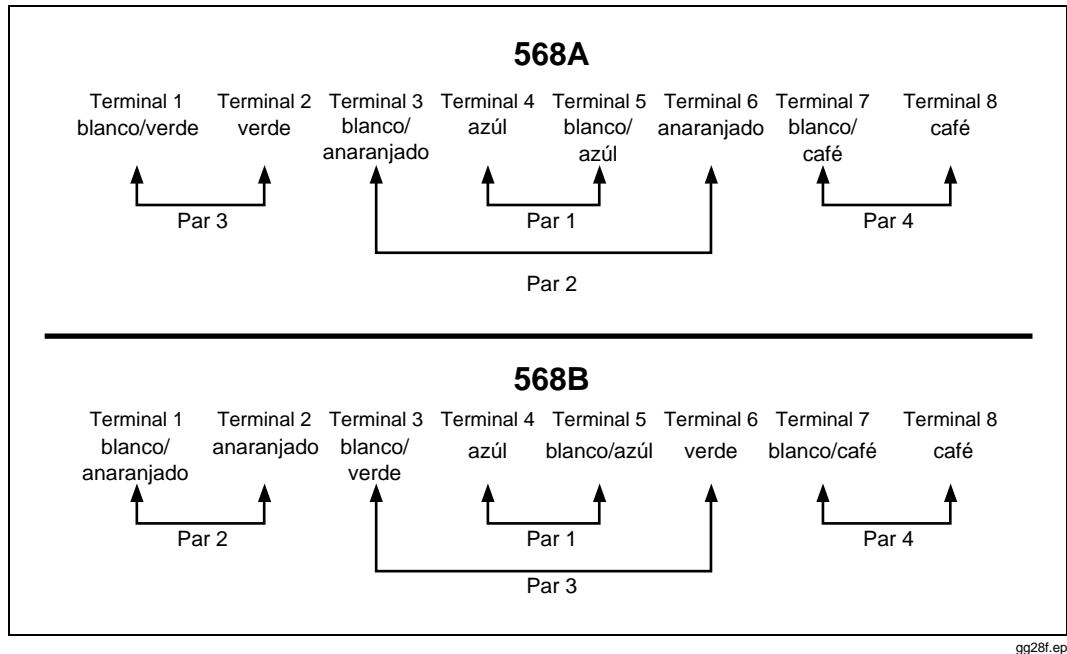 568A
Terminal 1 Terminal 2 Terminal 3 Terminal 4 Terminal 5 Terminal 6 Terminal 7 Terminal 8
blanco/verde verde blanco/ azúl blanco/ anaranjado blanco/ café
anaranjado azúl café
Par 3 Par 1 Par 4
Par 2
568B
Terminal 1 Terminal 2 Terminal 3 Terminal 4 Terminal 5 Terminal 6 Terminal 7 Terminal 8
blanco/ anaranjado blanco/ azúl blanco/azúl verde blanco/café café
anaranjado verde
Par 2 Par 1 Par 4
Par 3
gg28f.ep